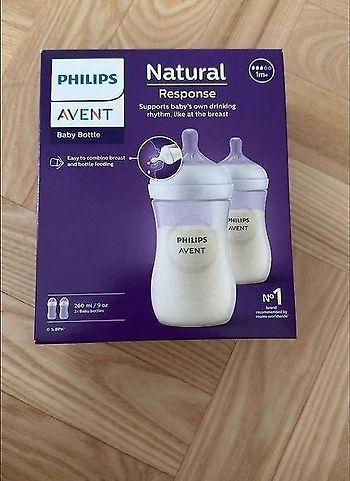 PHILIPS
AVENT
Baby Bottle
Natural
Response
Supports baby's own drinking
rhythm, like at the breast
1m+
Easy to combine breast
and bottle feeding
PHILIPS
AVENT
PHILIPS
AVENT
260 ml / 9 oz
2x Baby bottles
0 % BPA¹
Nº1
brand
recommended by
mums worldwide